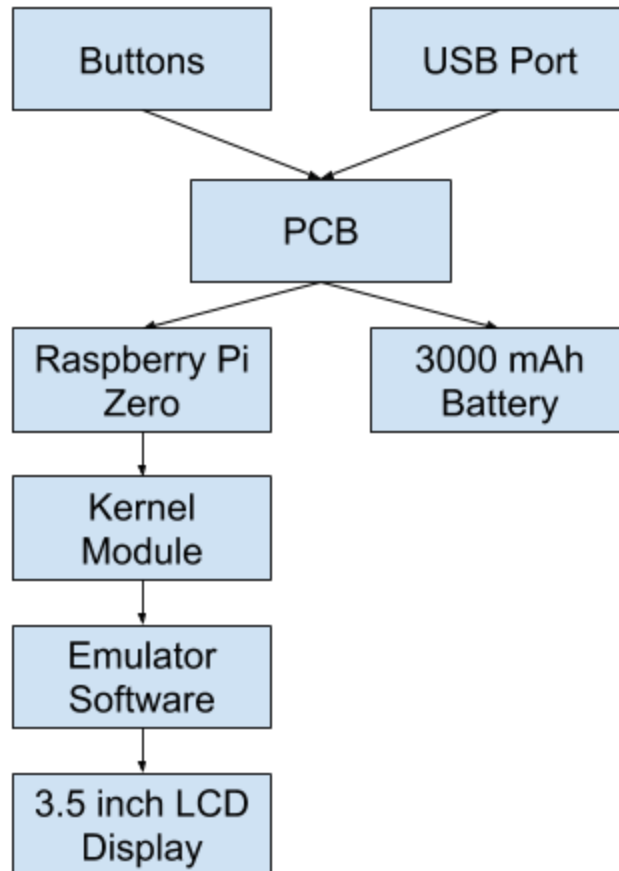 Buttons
USB Port
PCB
Raspberry Pi
Zero
3000 mAh
Battery
Kernel
Module
Emulator
Software
3.5 inch LCD
Display